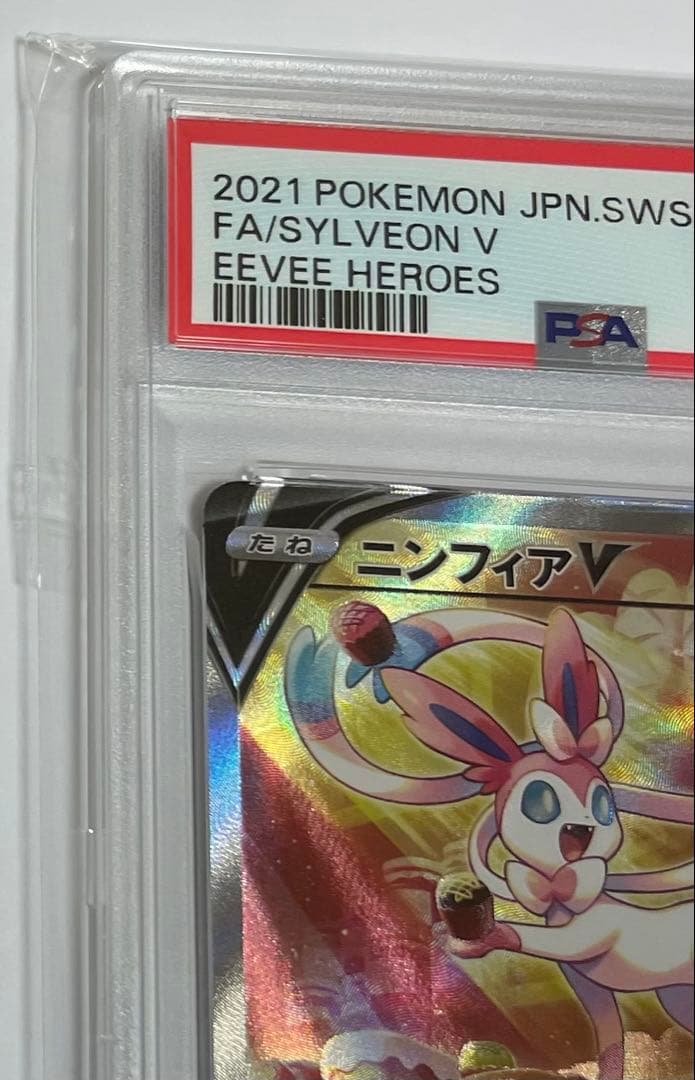 2021 POKEMON JPN.SWS
FA/SYLVEON V
EEVEE HEROES
PSA
たね ニンフィアV